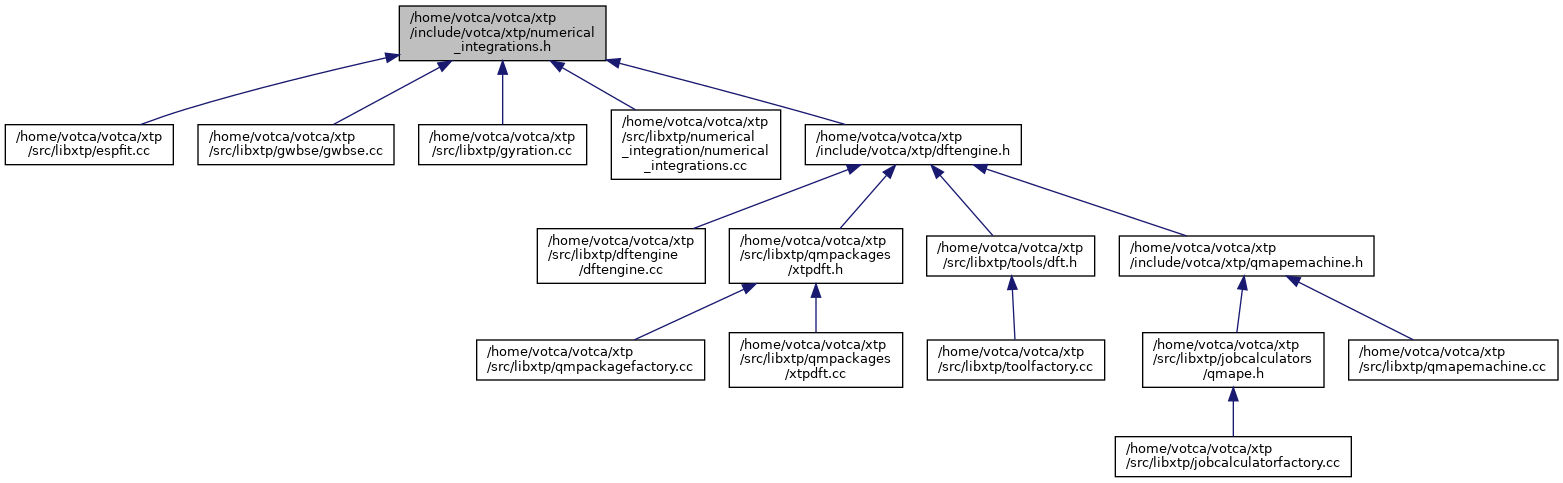 /home/votca/votca/xtp
/include/votca/xtp/numerical
_integrations.h
/home/votca/votca/xtp
/src/libxtp/espfit.cc
/home/votca/votca/xtp
/src/libxtp/gwbse/gwbse.cc
/home/votca/votca/xtp
/src/libxtp/gyration.cc
/home/votca/votca/xtp
/src/libxtp/numerical
_integration/numerical
_integrations.cc
/home/votca/votca/xtp
/include/votca/xtp/dftengine.h
/home/votca/votca/xtp
/src/libxtp/dftengine
/dftengine.cc
/home/votca/votca/xtp
/src/libxtp/qmpackages
/xtpdft.h
/home/votca/votca/xtp
/src/libxtp/tools/dft.h
/home/votca/votca/xtp
/include/votca/xtp/qmapemachine.h
/home/votca/votca/xtp
/src/libxtp/qmpackagefactory.cc
/home/votca/votca/xtp
/src/libxtp/qmpackages
/xtpdft.cc
/home/votca/votca/xtp
/src/libxtp/toolfactory.cc
/home/votca/votca/xtp
/src/libxtp/jobcalculators
/qmape.h
/home/votca/votca/xtp
/src/libxtp/qmapemachine.cc
/home/votca/votca/xtp
/src/libxtp/jobcalculatorfactory.cc